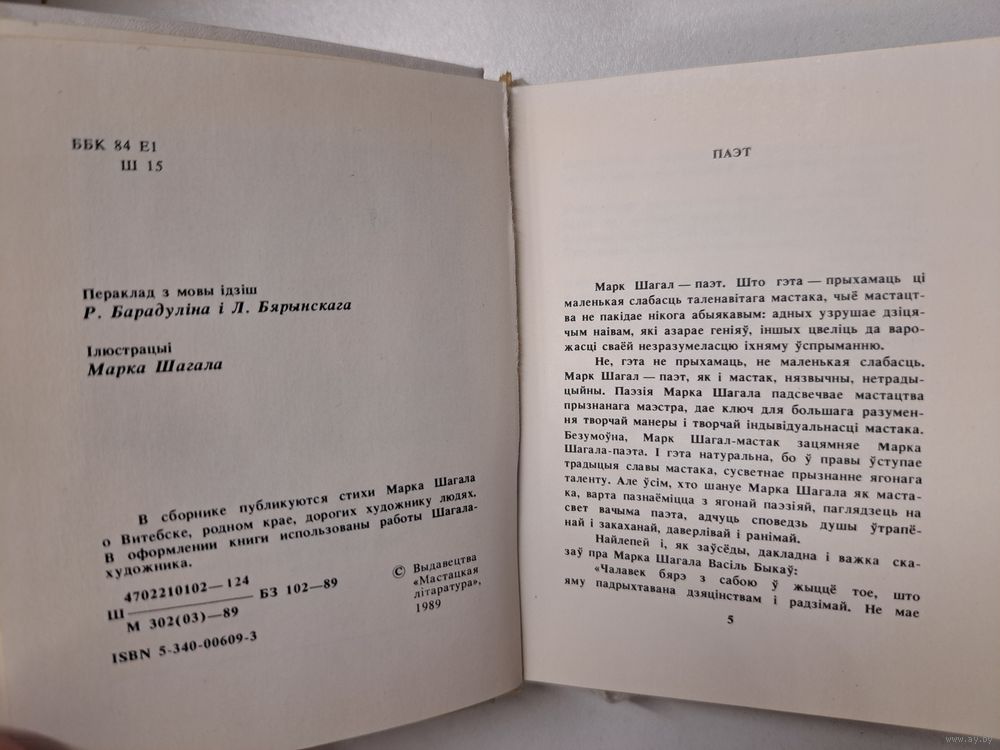 ББК 84 Е1
Ш 15
Пераклад з мовы ідзіш
Р. Барадуліна і Л. Бярынскага
Ілюстрацыі
Марка Шагала
В сборнике публикуются стихи Марка Шагала
о Витебске, родном крае, дорогих художнику людях.
В оформлении книги использованы работы Шагала-
художника.
Ш 4702210102—124 БЗ 102—89
М 302(03)—89
ISBN 5-340-00609-3
© Выдавецтва
«Мастацкая
літаратура»,
1989
ПАЭТ
Марк Шагал — паэт. Што гэта — прыхамаць ці
маленькая слабасць таленавітага мастака, чыё мастацт-
ва не пакідае нікога абыякавым: адных узрушае дзіця-
чым наівам, які азарае геніяў, іншых цвеліць да варо-
жасці сваёй незразумеласцю іхняму ўспрыманню.
Не, гэта не прыхамаць, не маленькая слабасць.
Марк Шагал — паэт, як і мастак, нязвычны, нетрады-
цыйны. Паэзія Марка Шагала падсвечвае мастацтва
прызнанага маэстра, дае ключ для большага разумен-
ня творчай манеры і творчай індывідуальнасці мастака.
Безумоўна, Марк Шагал-мастак зацямняе Марка
Шагала-паэта. І гэта натуральна, бо ў правы ўступае
традыцыя славы мастака, сусветнае прызнанне ягонага
таленту. Але ўсім, хто шануе Марка Шагала як маста-
ка, варта пазнаёміцца з ягонай паэзіяй, паглядзець на
свет вачыма паэта, адчуць споведзь душы ўтрапё-
най і закаханай, даверлівай і ранімай.
Найлепей і, як заўсёды, дакладна і важка ска-
заў пра Марка Шагала Васіль Быкаў:
«Чалавек бярэ з сабою ў жыццё тое, што
яму падрыхтавана дзяцінствам і радзімай. Не мае
5
www.ay.by